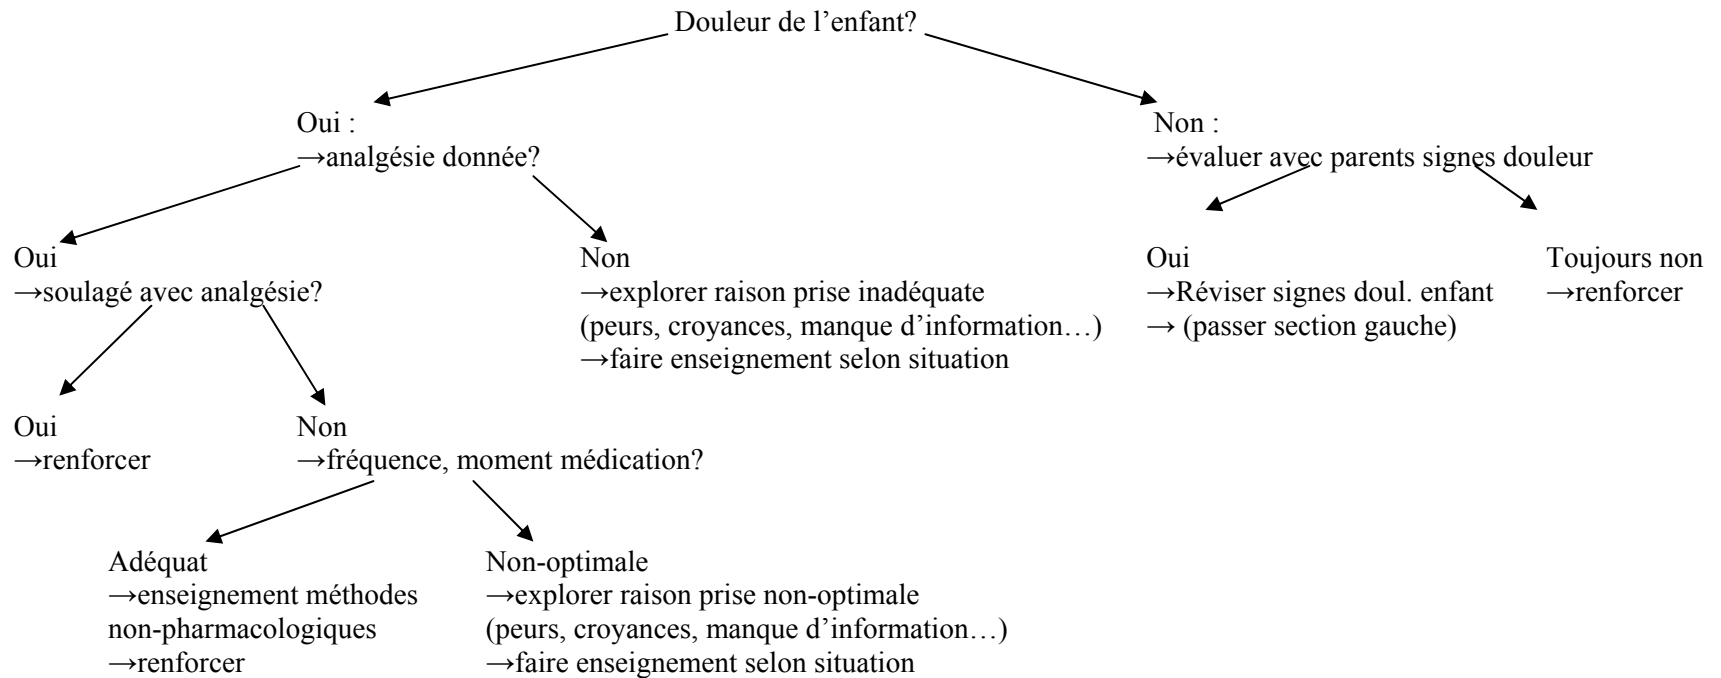 Douleur de l’enfant?
Oui :
→analgésie donnée?
Non :
→évaluer avec parents signes douleur
Oui
→soulagé avec analgésie?
Non
→explorer raison prise inadéquate
(peurs, croyances, manque d’information…)
→faire enseignement selon situation
Oui
→Réviser signes doul. enfant
→ (passer section gauche)
Toujours non
→renforcer
Oui
→renforcer
Non
→fréquence, moment médication?
Adéquat
→enseignement méthodes
non-pharmacologiques
→renforcer
Non-optimale
→explorer raison prise non-optimale
(peurs, croyances, manque d’information…)
→faire enseignement selon situation